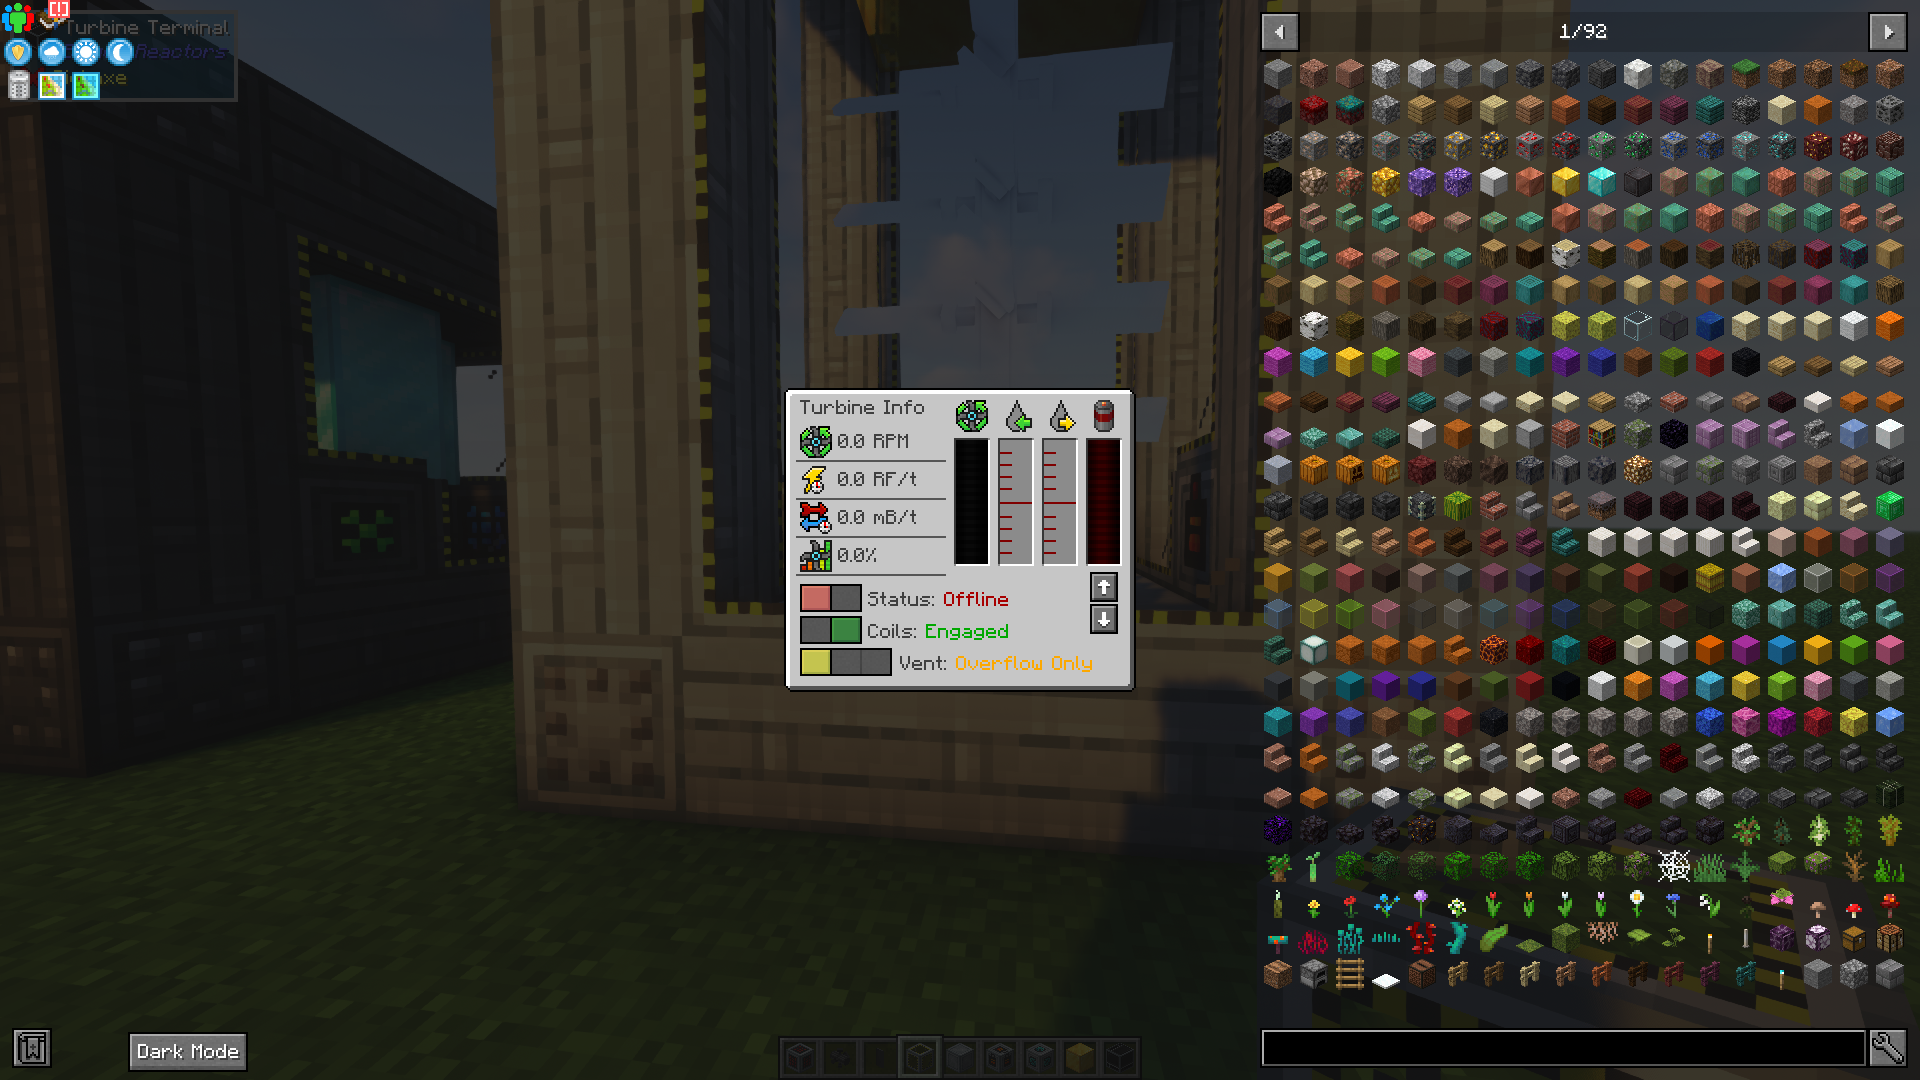 Turbine Terminal
Reactors
1/92
Turbine Info
0.0 RPM
0.0 RF/t
0.0 mB/t
0.0%
Status: Offline
Coils: Engaged
Vent: Overflow Only
Dark Mode